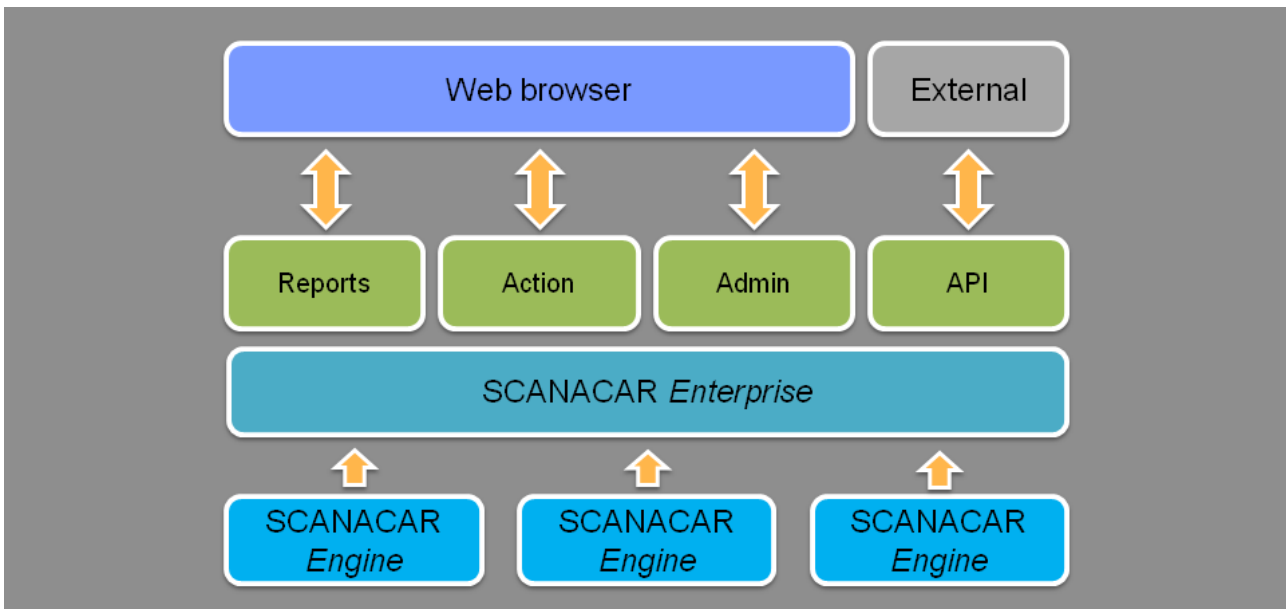 Web browser
External
Reports
Action
Admin
API
SCANACAR Enterprise
SCANACAR
Engine
SCANACAR
Engine
SCANACAR
Engine